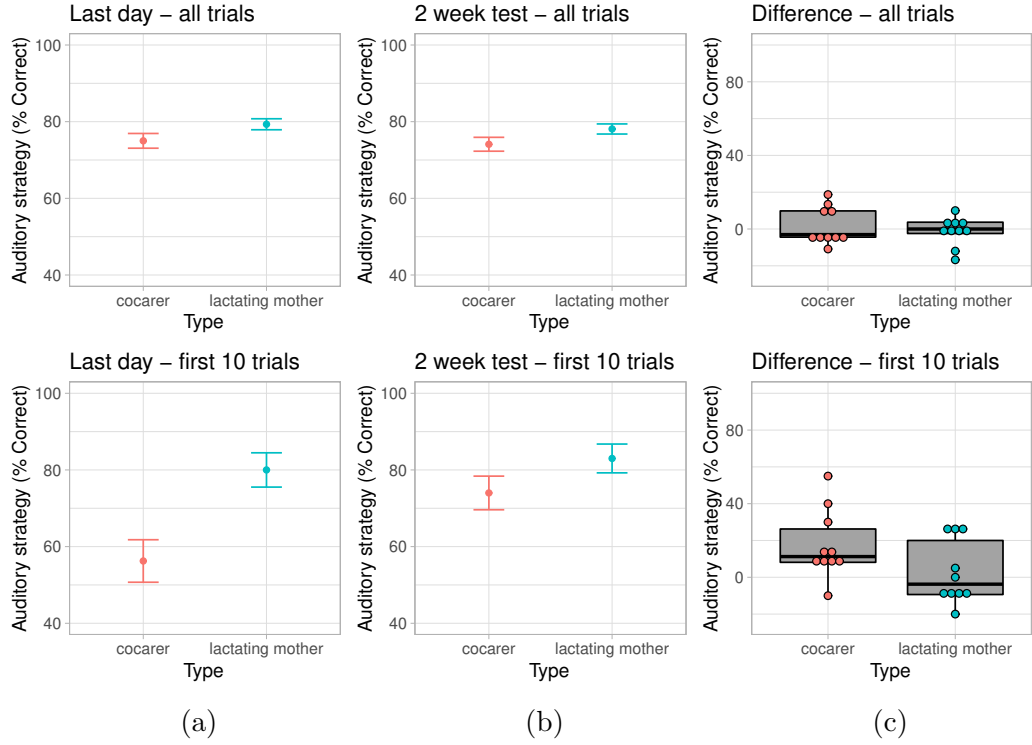 Last day – all trials
Auditory strategy (% Correct)
100
80
60
40
cocarer
lactating mother
Type
2 week test – all trials
Auditory strategy (% Correct)
100
80
60
40
cocarer
lactating mother
Type
Difference – all trials
Auditory strategy (% Correct)
80
40
0
cocarer
lactating mother
Type
Last day – first 10 trials
Auditory strategy (% Correct)
100
80
60
40
cocarer
lactating mother
Type
2 week test – first 10 trials
Auditory strategy (% Correct)
100
80
60
40
cocarer
lactating mother
Type
Difference – first 10 trials
Auditory strategy (% Correct)
80
40
0
cocarer
lactating mother
Type
(a)
(b)
(c)